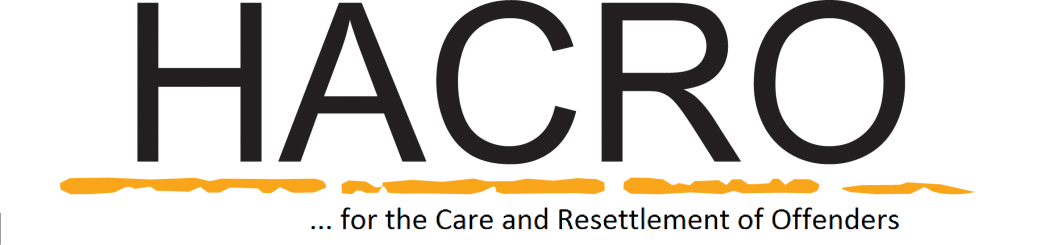 HACRO
... for the Care and Resettlement of Offenders